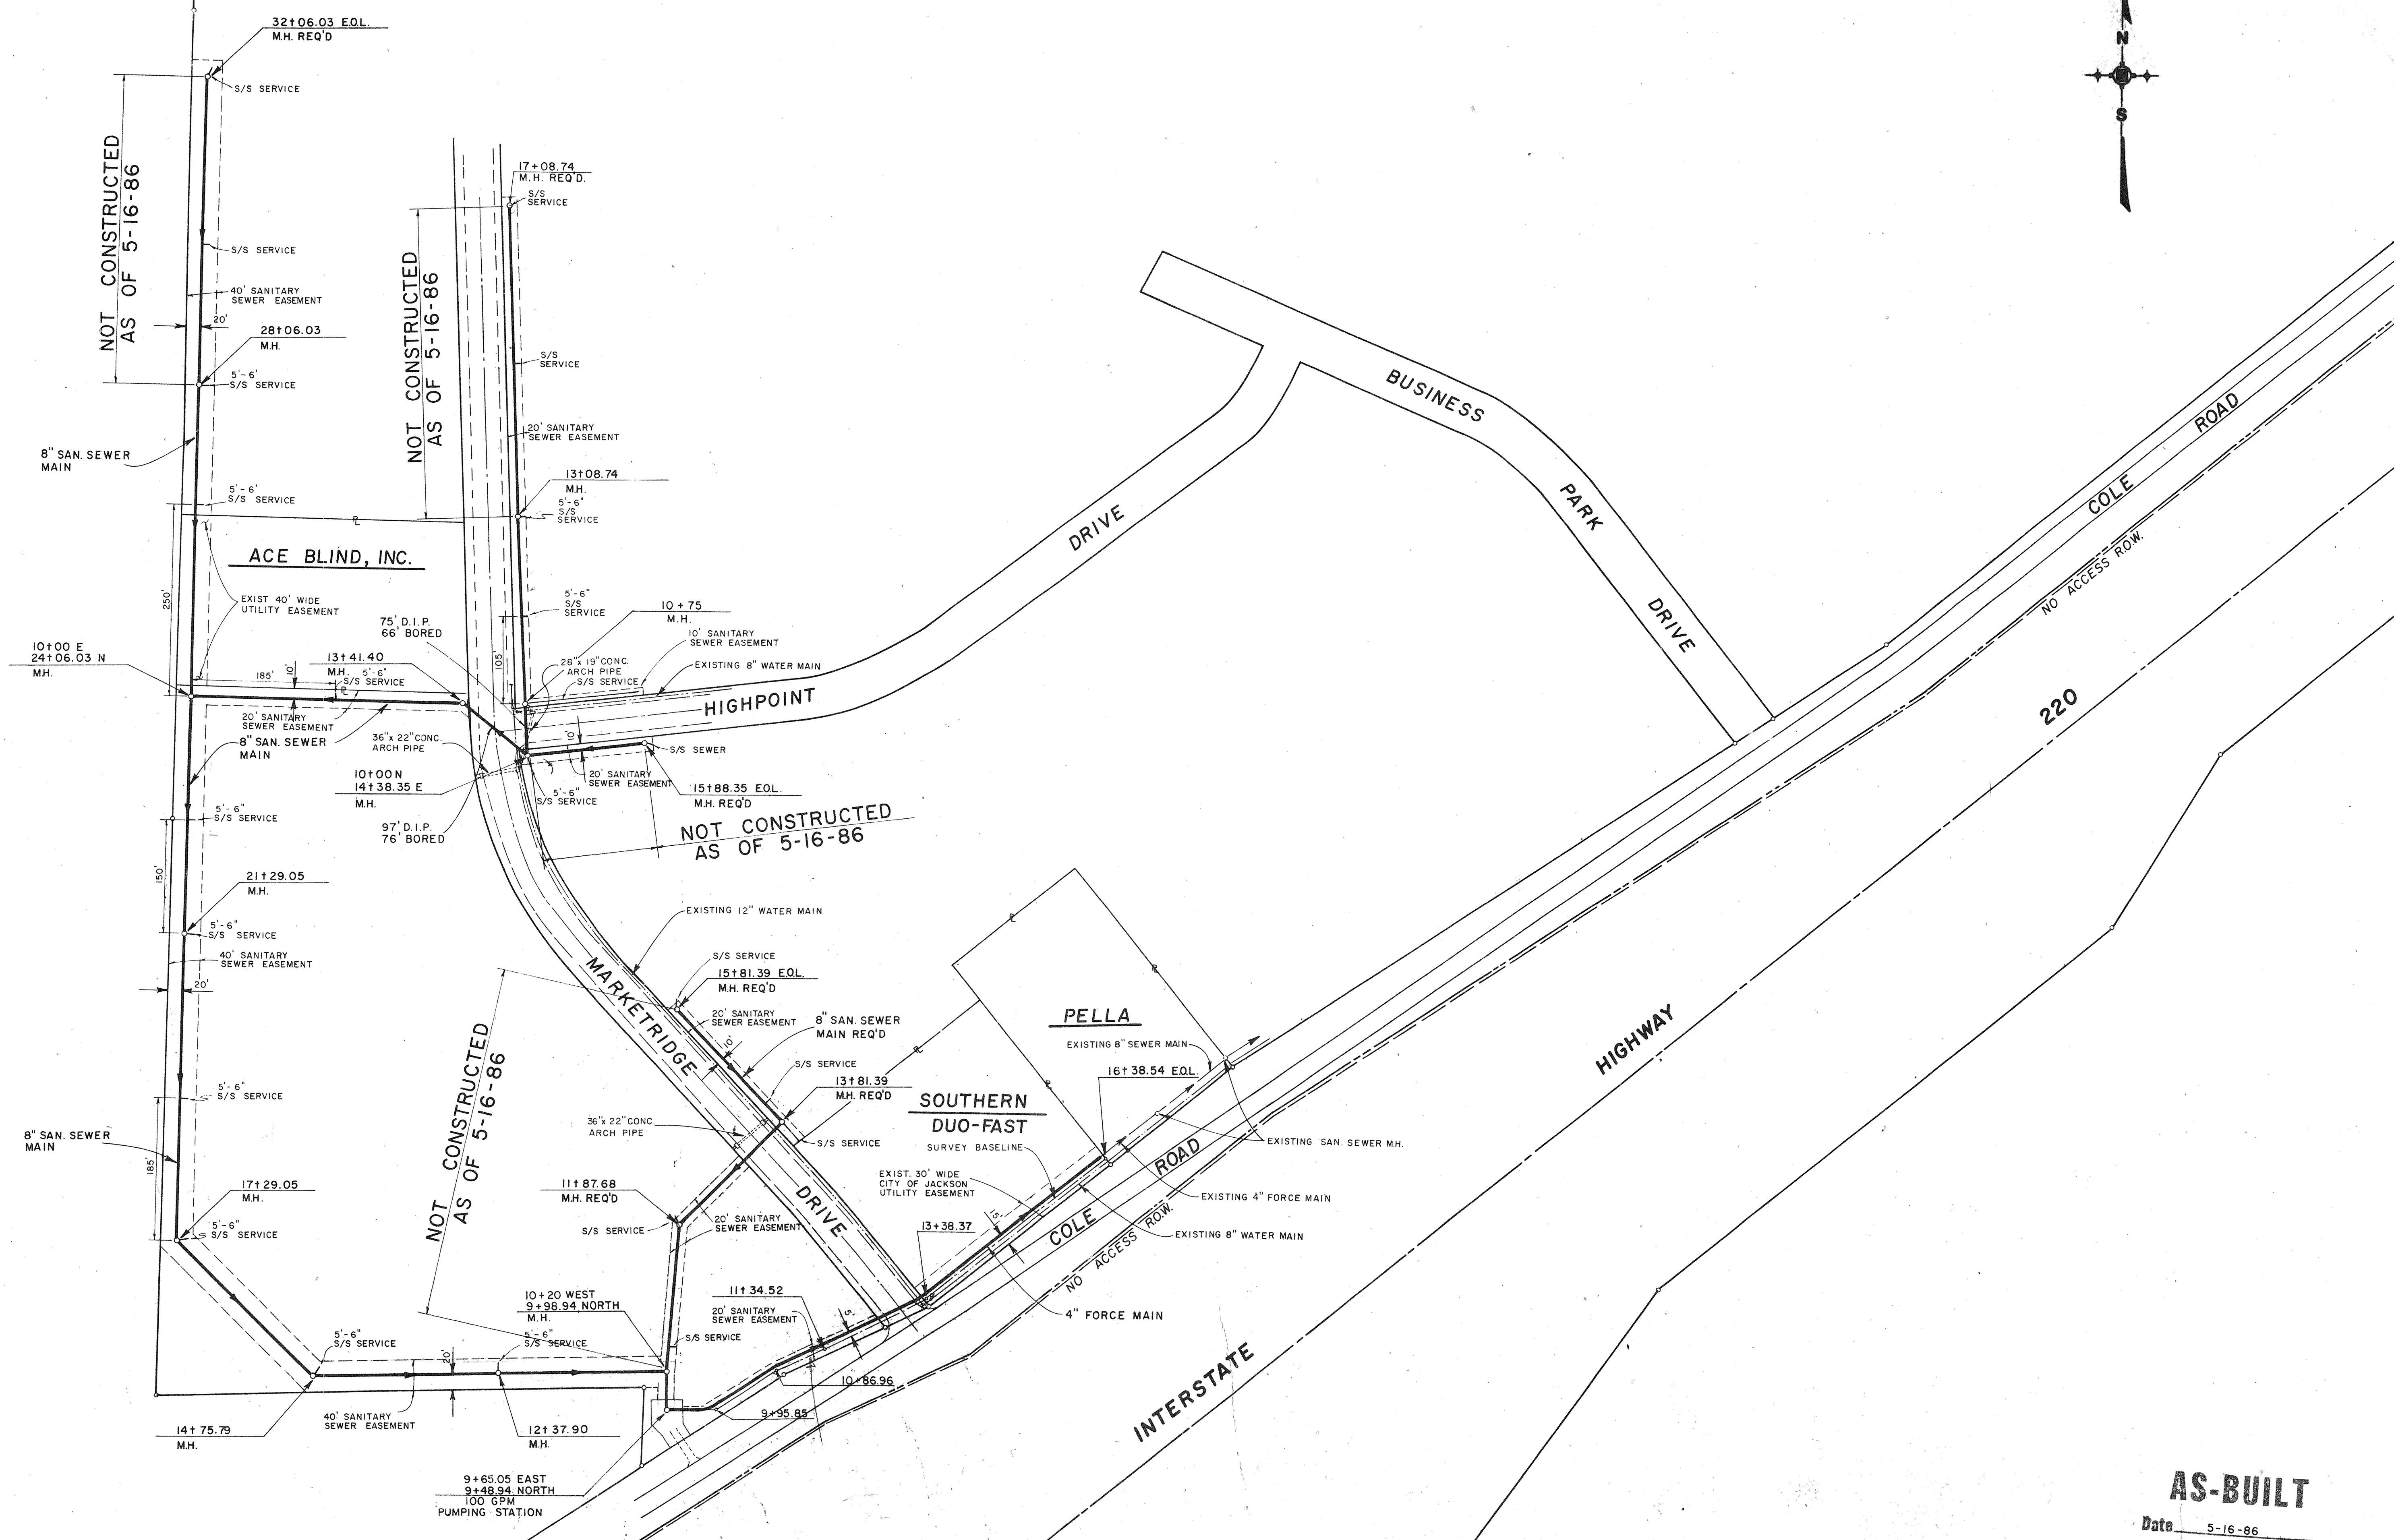 32+06.03 E.O.L.
M.H. REQ'D
S/S SERVICE
NOT CONSTRUCTED
AS OF 5-16-86
S/S SERVICE
40' SANITARY
SEWER EASEMENT
20'
28+06.03
M.H.
5'-6'
S/S SERVICE
8" SAN. SEWER
MAIN
5'-6'
S/S SERVICE
17+08.74
M.H. REQ'D.
S/S
SERVICE
NOT CONSTRUCTED
AS OF 5-16-86
S/S
SERVICE
20' SANITARY
SEWER EASEMENT
13+08.74
M.H.
5'-6"
S/S
SERVICE
N
S
BUSINESS
PARK
DRIVE
COLE
ROAD
NO ACCESS R.O.W.
DRIVE
HIGHPOINT
ACE BLIND, INC.
250'
EXIST 40' WIDE
UTILITY EASEMENT
75' D.I.P.
66' BORED
5'-6"
S/S
SERVICE
105'
10+75
M.H.
10' SANITARY
SEWER EASEMENT
28"x 19" CONC.
ARCH PIPE
EXISTING 8" WATER MAIN
S/S SERVICE
10+00 E
24+06.03 N
M.H.
185'
10'
13+41.40
M.H.
5'-6"
S/S SERVICE
20' SANITARY
SEWER EASEMENT
8" SAN. SEWER
MAIN
36"x 22" CONC.
ARCH PIPE
10'
S/S SEWER
20' SANITARY
SEWER EASEMENT
10+00 N
14+38.35 E
M.H.
5'-6"
S/S SERVICE
15+88.35 E.O.L.
M.H. REQ'D
NOT CONSTRUCTED
AS OF 5-16-86
97' D.I.P.
76' BORED
5'-6"
S/S SERVICE
150'
21+29.05
M.H.
5'-6"
S/S SERVICE
40' SANITARY
SEWER EASEMENT
20'
5'-6"
S/S SERVICE
8" SAN. SEWER
MAIN
185'
17+29.05
M.H.
5'-6"
S/S SERVICE
EXISTING 12" WATER MAIN
MARKETRIDGE
DRIVE
S/S SERVICE
15+81.39 E.O.L.
M.H. REQ'D
20' SANITARY
SEWER EASEMENT
10'
8" SAN. SEWER
MAIN REQ'D
S/S SERVICE
13+81.39
M.H. REQ'D
S/S SERVICE
NOT CONSTRUCTED
AS OF 5-16-86
36"x 22" CONC.
ARCH PIPE
11+87.68
M.H. REQ'D
S/S SERVICE
20' SANITARY
SEWER EASEMENT
PELLA
EXISTING 8" SEWER MAIN
16+38.54 E.O.L.
SOUTHERN
DUO-FAST
SURVEY BASELINE
EXIST. 30' WIDE
CITY OF JACKSON
UTILITY EASEMENT
15'
13+38.37
EXISTING SAN. SEWER M.H.
EXISTING 4" FORCE MAIN
EXISTING 8" WATER MAIN
4" FORCE MAIN
COLE
ROAD
NO ACCESS R.O.W.
INTERSTATE
HIGHWAY
220
11+34.52
20' SANITARY
SEWER EASEMENT
5'
10+20 WEST
9+98.94 NORTH
M.H.
5'-6"
S/S SERVICE
5'-6"
S/S SERVICE
S/S SERVICE
20'
10+86.96
9+95.85
14+75.79
M.H.
40' SANITARY
SEWER EASEMENT
12+37.90
M.H.
9+65.05 EAST
9+48.94 NORTH
100 GPM
PUMPING STATION
AS-BUILT
Date 5-16-86